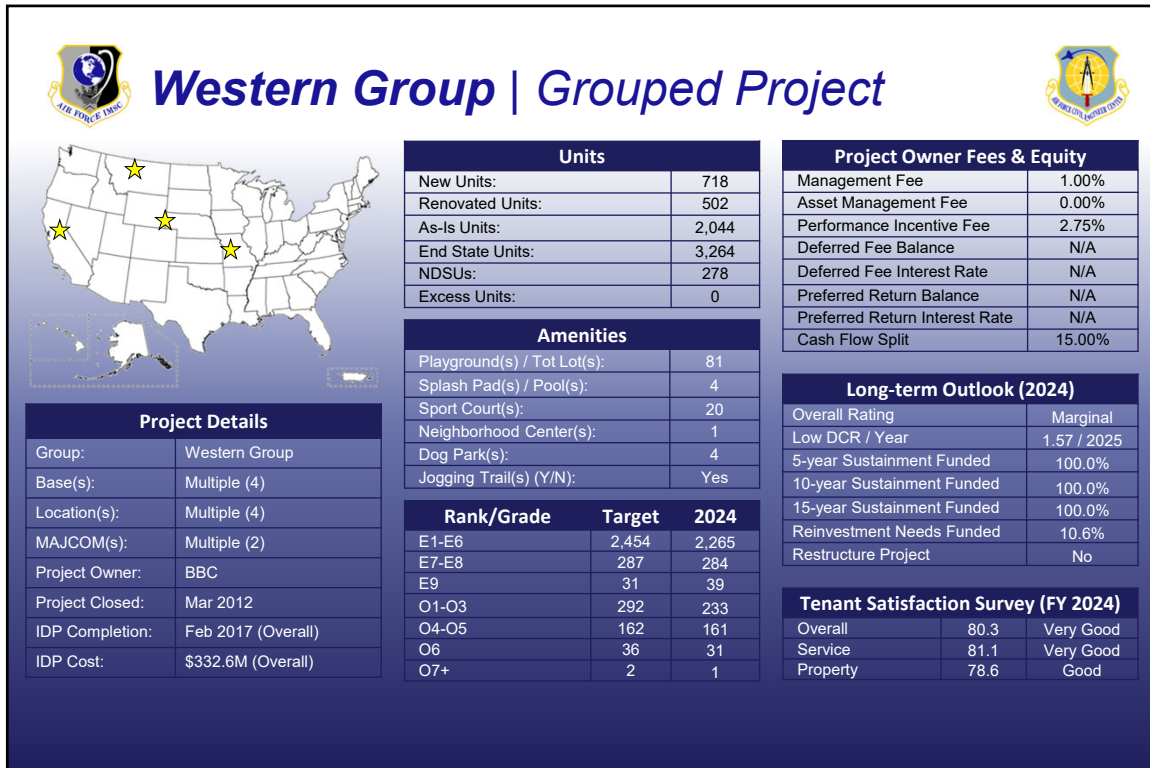 AIR FORCE IMSC
Western Group | Grouped Project
AIR FORCE CIVIL ENGINEER CENTER
Project Details
Group: Western Group
Base(s): Multiple (4)
Location(s): Multiple (4)
MAJCOM(s): Multiple (2)
Project Owner: BBC
Project Closed: Mar 2012
IDP Completion: Feb 2017 (Overall)
IDP Cost: $332.6M (Overall)
Units
New Units: 718
Renovated Units: 502
As-Is Units: 2,044
End State Units: 3,264
NDSUs: 278
Excess Units: 0
Amenities
Playground(s) / Tot Lot(s): 81
Splash Pad(s) / Pool(s): 4
Sport Court(s): 20
Neighborhood Center(s): 1
Dog Park(s): 4
Jogging Trail(s) (Y/N): Yes
Rank/Grade Target 2024
E1-E6 2,454 2,265
E7-E8 287 284
E9 31 39
O1-O3 292 233
O4-O5 162 161
O6 36 31
O7+ 2 1
Project Owner Fees & Equity
Management Fee 1.00%
Asset Management Fee 0.00%
Performance Incentive Fee 2.75%
Deferred Fee Balance N/A
Deferred Fee Interest Rate N/A
Preferred Return Balance N/A
Preferred Return Interest Rate N/A
Cash Flow Split 15.00%
Long-term Outlook (2024)
Overall Rating Marginal
Low DCR / Year 1.57 / 2025
5-year Sustainment Funded 100.0%
10-year Sustainment Funded 100.0%
15-year Sustainment Funded 100.0%
Reinvestment Needs Funded 10.6%
Restructure Project No
Tenant Satisfaction Survey (FY 2024)
Overall 80.3 Very Good
Service 81.1 Very Good
Property 78.6 Good